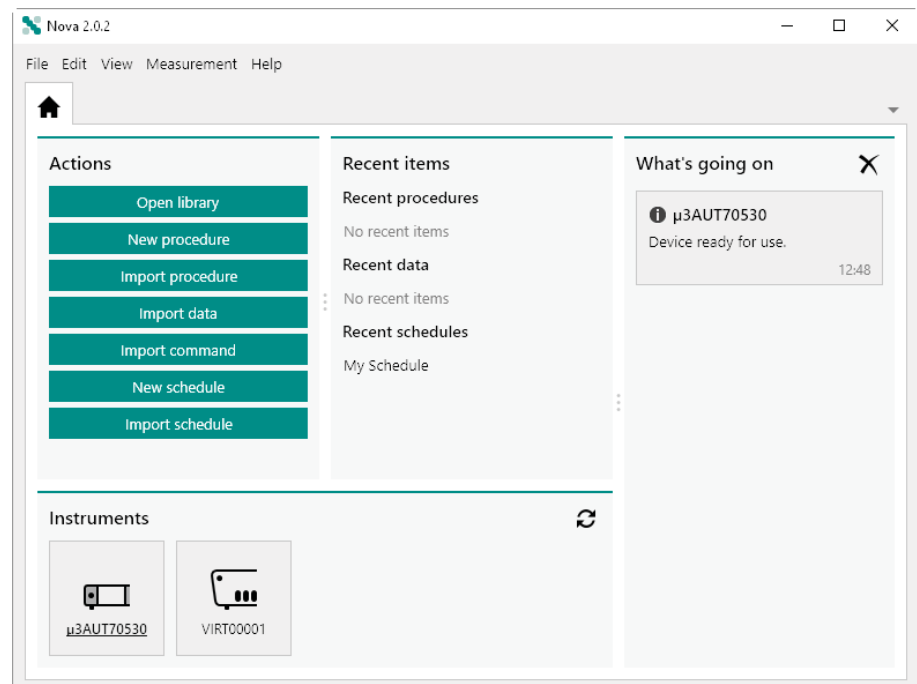 Nova 2.0.2
File Edit View Measurement Help
Actions
Open library
New procedure
Import procedure
Import data
Import command
New schedule
Import schedule
Recent items
Recent procedures
No recent items
Recent data
No recent items
Recent schedules
My Schedule
What's going on
µ3AUT70530
Device ready for use.
12:48
Instruments
µ3AUT70530
VIRT00001